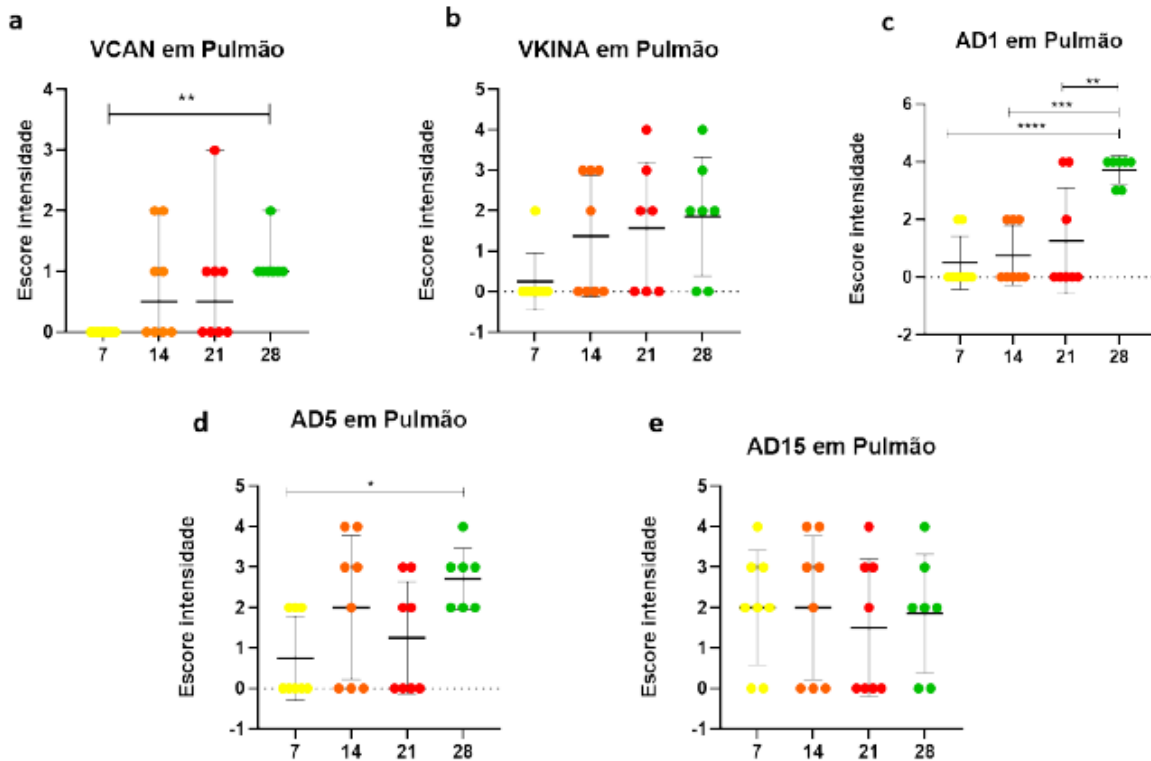 a
VCAN em Pulmão
Escore intensidade
4
3
2
1
0
**
7 14 21 28
b
VKINA em Pulmão
Escore intensidade
5
4
3
2
1
0
-1
7 14 21 28
c
AD1 em Pulmão
Escore intensidade
6
4
2
0
-2
**
***
****
7 14 21 28
d
AD5 em Pulmão
Escore intensidade
5
4
3
2
1
0
-1
*
7 14 21 28
e
AD15 em Pulmão
Escore intensidade
5
4
3
2
1
0
-1
7 14 21 28